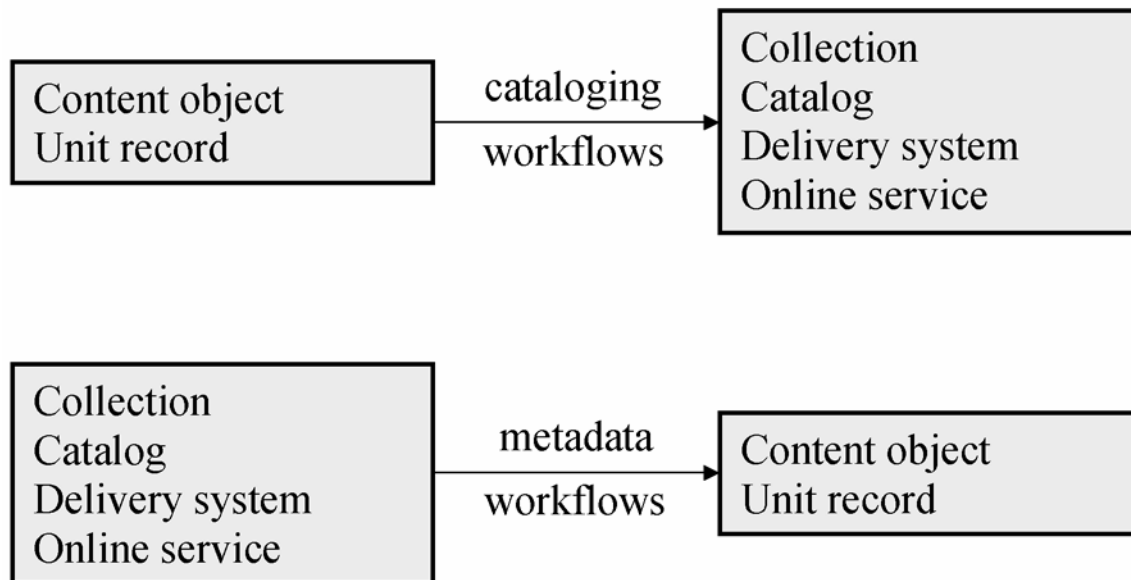 Content object
Unit record
cataloging
workflows
Collection
Catalog
Delivery system
Online service
Collection
Catalog
Delivery system
Online service
metadata
workflows
Content object
Unit record